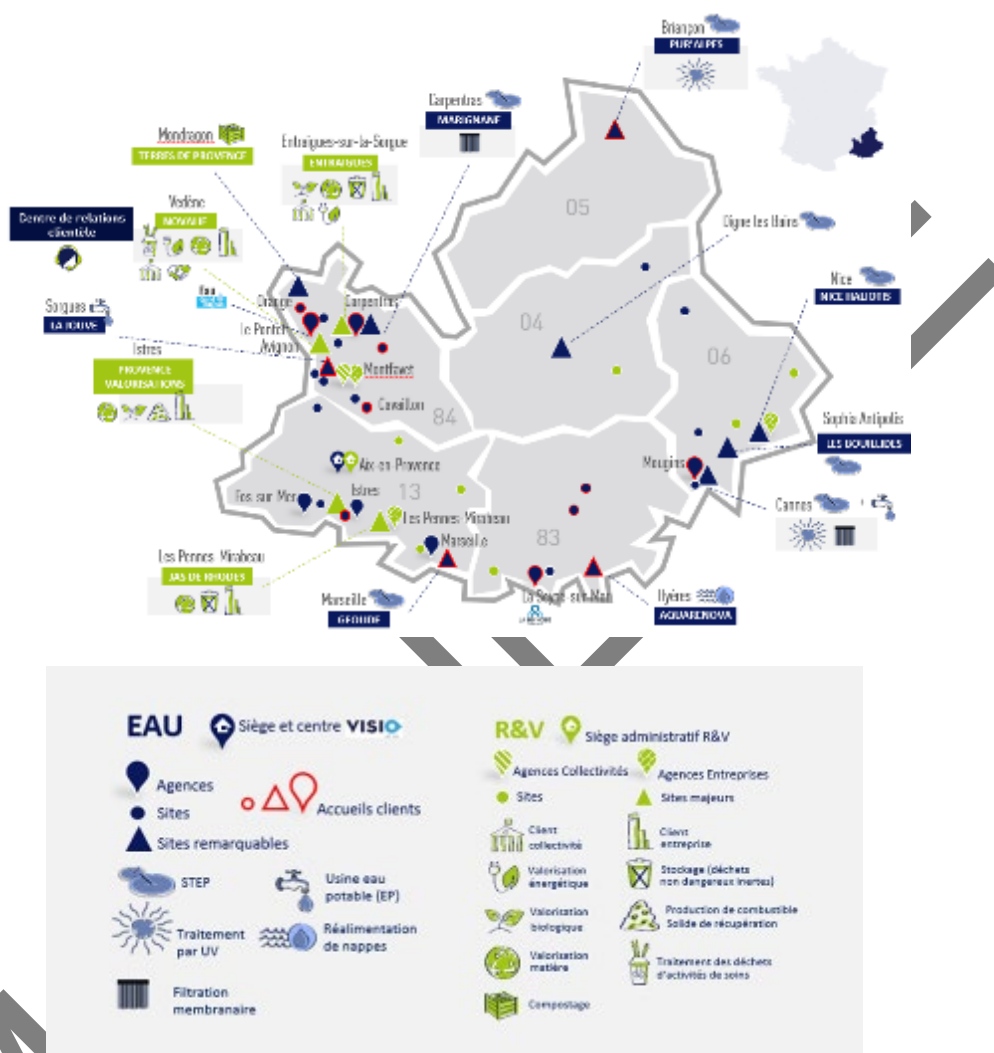 Briançon
PUR'ALPES
Carpentras
MARIGNANE
Mondragon
TERRES DE PROVENCE
Entraigues-sur-la-Sorgue
ENTRAIGUES
Vedène
NOVALIE
Centre de relations
clientèle
05
Digne les Bains
Nice
NICE HALIOTIS
Eau
Sorgues
LA JOUVE
Orange
Carpentras
Le Pontet
Avignon
04
06
Istres
PROVENCE
VALORISATIONS
Montfavet
Cavaillon
84
Sophia Antipolis
LES BOUILLIDES
Mougins
Aix-en-Provence
Fos-sur-Mer
Istres
13
Cannes
+
Les Pennes-Mirabeau
Marseille
83
Les Pennes-Mirabeau
JAS DE RHODES
La Seyne-sur-Mer
Marseille
GEOLIDE
Hyères
AQUARENOVA
EAU
Siège et centre VISIO
Agences
Sites
Accueils clients
Sites remarquables
STEP
Usine eau
potable (EP)
Traitement
par UV
Réalimentation
de nappes
Filtration
membranaire
R&V
Siège administratif R&V
Agences Collectivités
Agences Entreprises
Sites
Sites majeurs
Client
collectivité
Client
entreprise
Valorisation
énergétique
Stockage (déchets
non dangereux inertes)
Valorisation
biologique
Production de combustible
Solide de récupération
Valorisation
matière
Traitement des déchets
d'activités de soins
Compostage